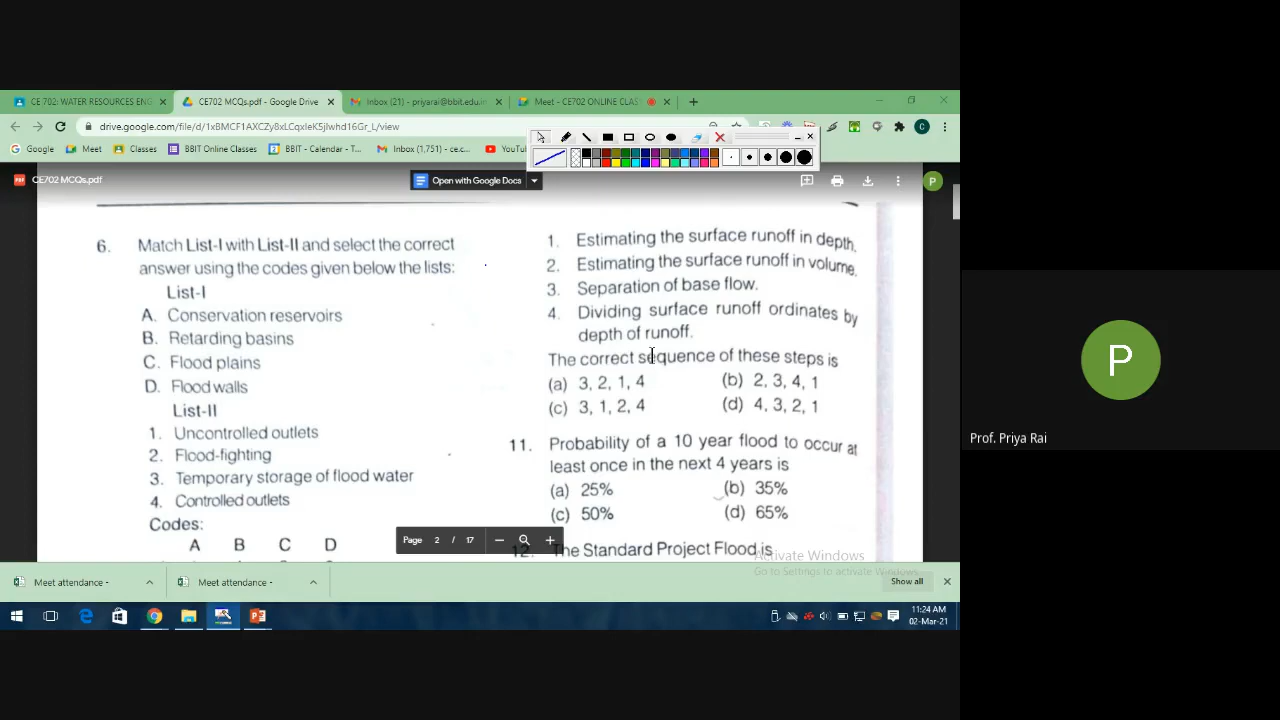 CE 702: WATER RESOURCES ENG
CE702 MCQs.pdf - Google Drive
Inbox (21) - priyarai@bbit.edu.in
Meet - CE702 ONLINE CLAS
drive.google.com/file/d/1xBMCF1AXCZy8xLCqxIeK5jIwhd16Gr_L/view
Google
Meet
Classes
BBIT Online Classes
BBIT - Calendar - T...
Inbox (1,751) - ce.c...
YouTu
C
CE702 MCQs.pdf
Open with Google Docs
P
6. Match List-I with List-II and select the correct
answer using the codes given below the lists:
List-I
A. Conservation reservoirs
B. Retarding basins
C. Flood plains
D. Flood walls
List-II
1. Uncontrolled outlets
2. Flood-fighting
3. Temporary storage of flood water
4. Controlled outlets
Codes:
A B C D
1. Estimating the surface runoff in depth.
2. Estimating the surface runoff in volume.
3. Separation of base flow.
4. Dividing surface runoff ordinates by
depth of runoff.
The correct sequence of these steps is
(a) 3, 2, 1, 4 (b) 2, 3, 4, 1
(c) 3, 1, 2, 4 (d) 4, 3, 2, 1
11. Probability of a 10 year flood to occur at
least once in the next 4 years is
(a) 25% (b) 35%
(c) 50% (d) 65%
12. The Standard Project Flood is
Page 2 / 17
Activate Windows
Go to Settings to activate Windows.
Meet attendance -
Meet attendance -
Show all
11:24 AM
02-Mar-21
P
Prof. Priya Rai